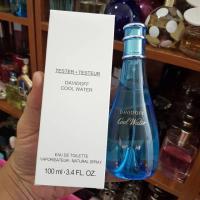 TESTER - TESTEUR
DAVIDOFF
COOL WATER
EAU DE TOILETTE
VAPORISATEUR · NATURAL SPRAY
100 ml · 3.4 FL. OZ.
DAVIDOFF
Cool Water